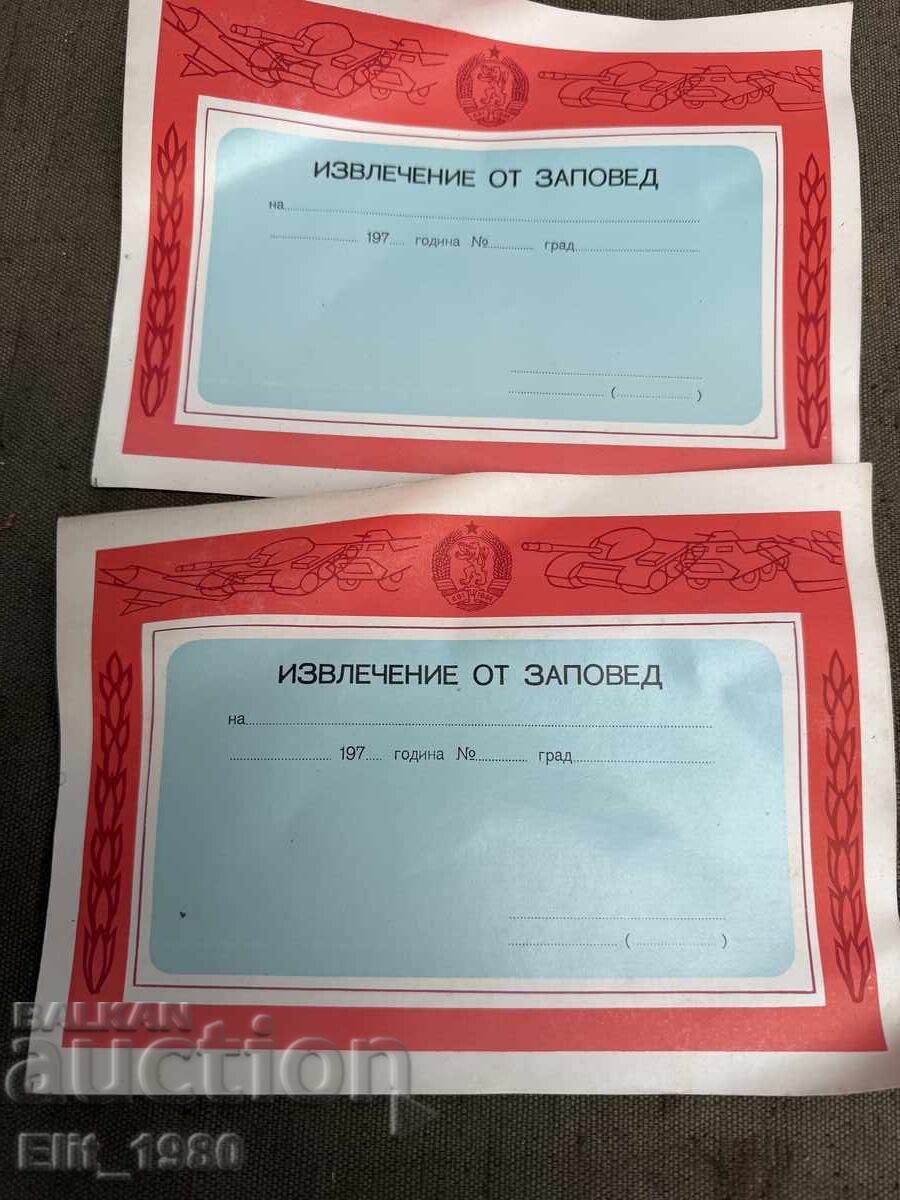 ИЗВЛЕЧЕНИЕ ОТ ЗАПОВЕД
на
197 година № град
( )
ИЗВЛЕЧЕНИЕ ОТ ЗАПОВЕД
на
197 година № град
( )
BALKAN
auction
Elit_1980